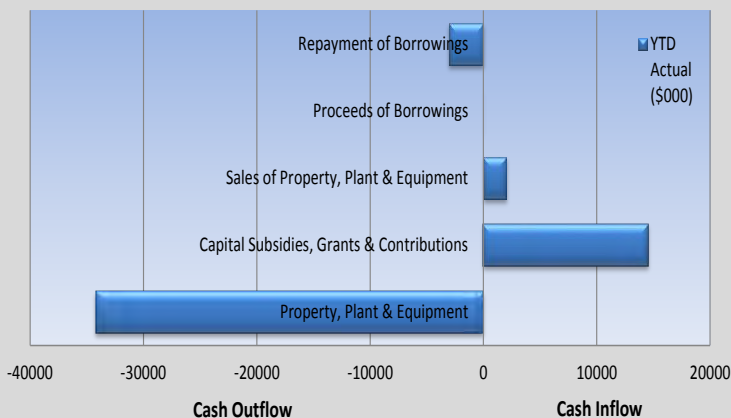 Repayment of Borrowings
YTD
Actual
($000)
Proceeds of Borrowings
Sales of Property, Plant & Equipment
Capital Subsidies, Grants & Contributions
Property, Plant & Equipment
-40000 -30000 -20000 -10000 0 10000 20000
Cash Outflow Cash Inflow